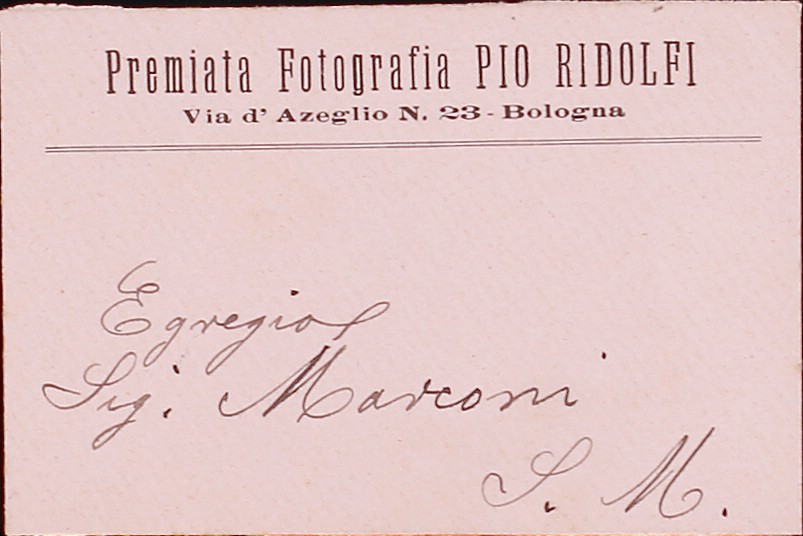 Premiata Fotografia PIO RIDOLFI
Via d' Azeglio N. 23 - Bologna
Egregio
Sig. Marconi
S. M.